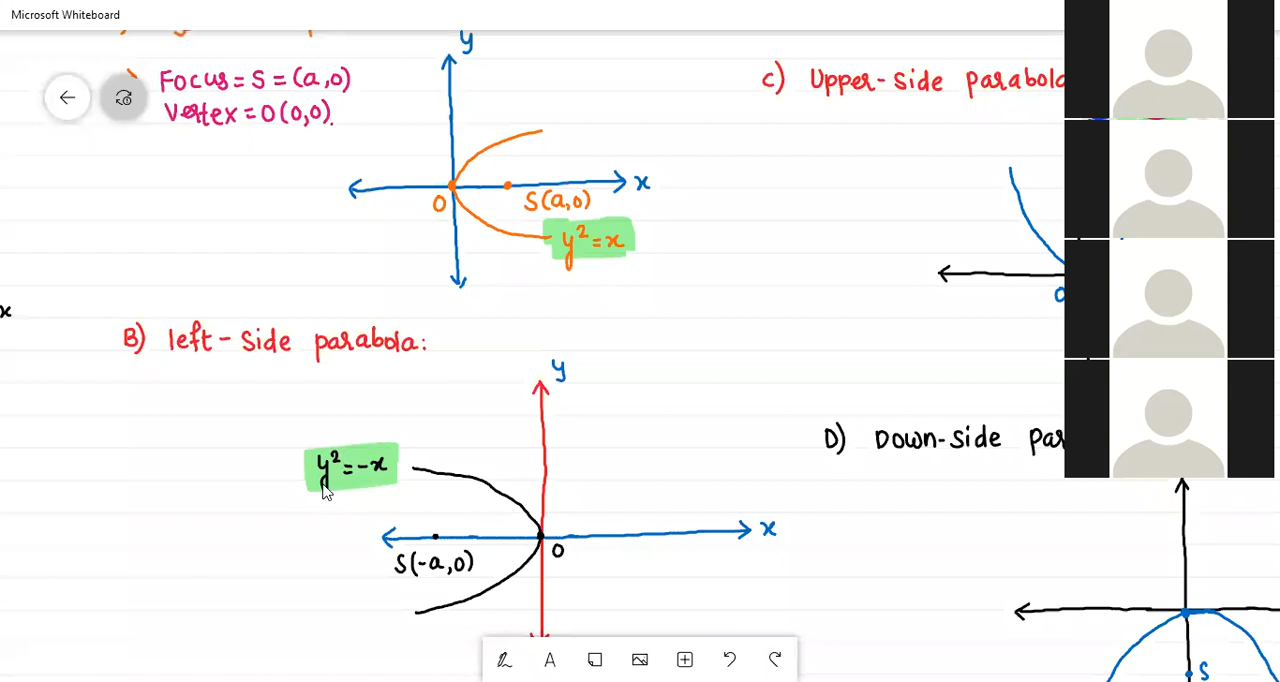 Microsoft Whiteboard
Focus = S = (a,0)
Vertex = O(0,0).
y
x
O
S(a,0)
y² = x
x
B) left-side parabola:
y
y² = -x
S(-a,0)
O
x
C) Upper-side parabola
O
D) Down-side par
S
A